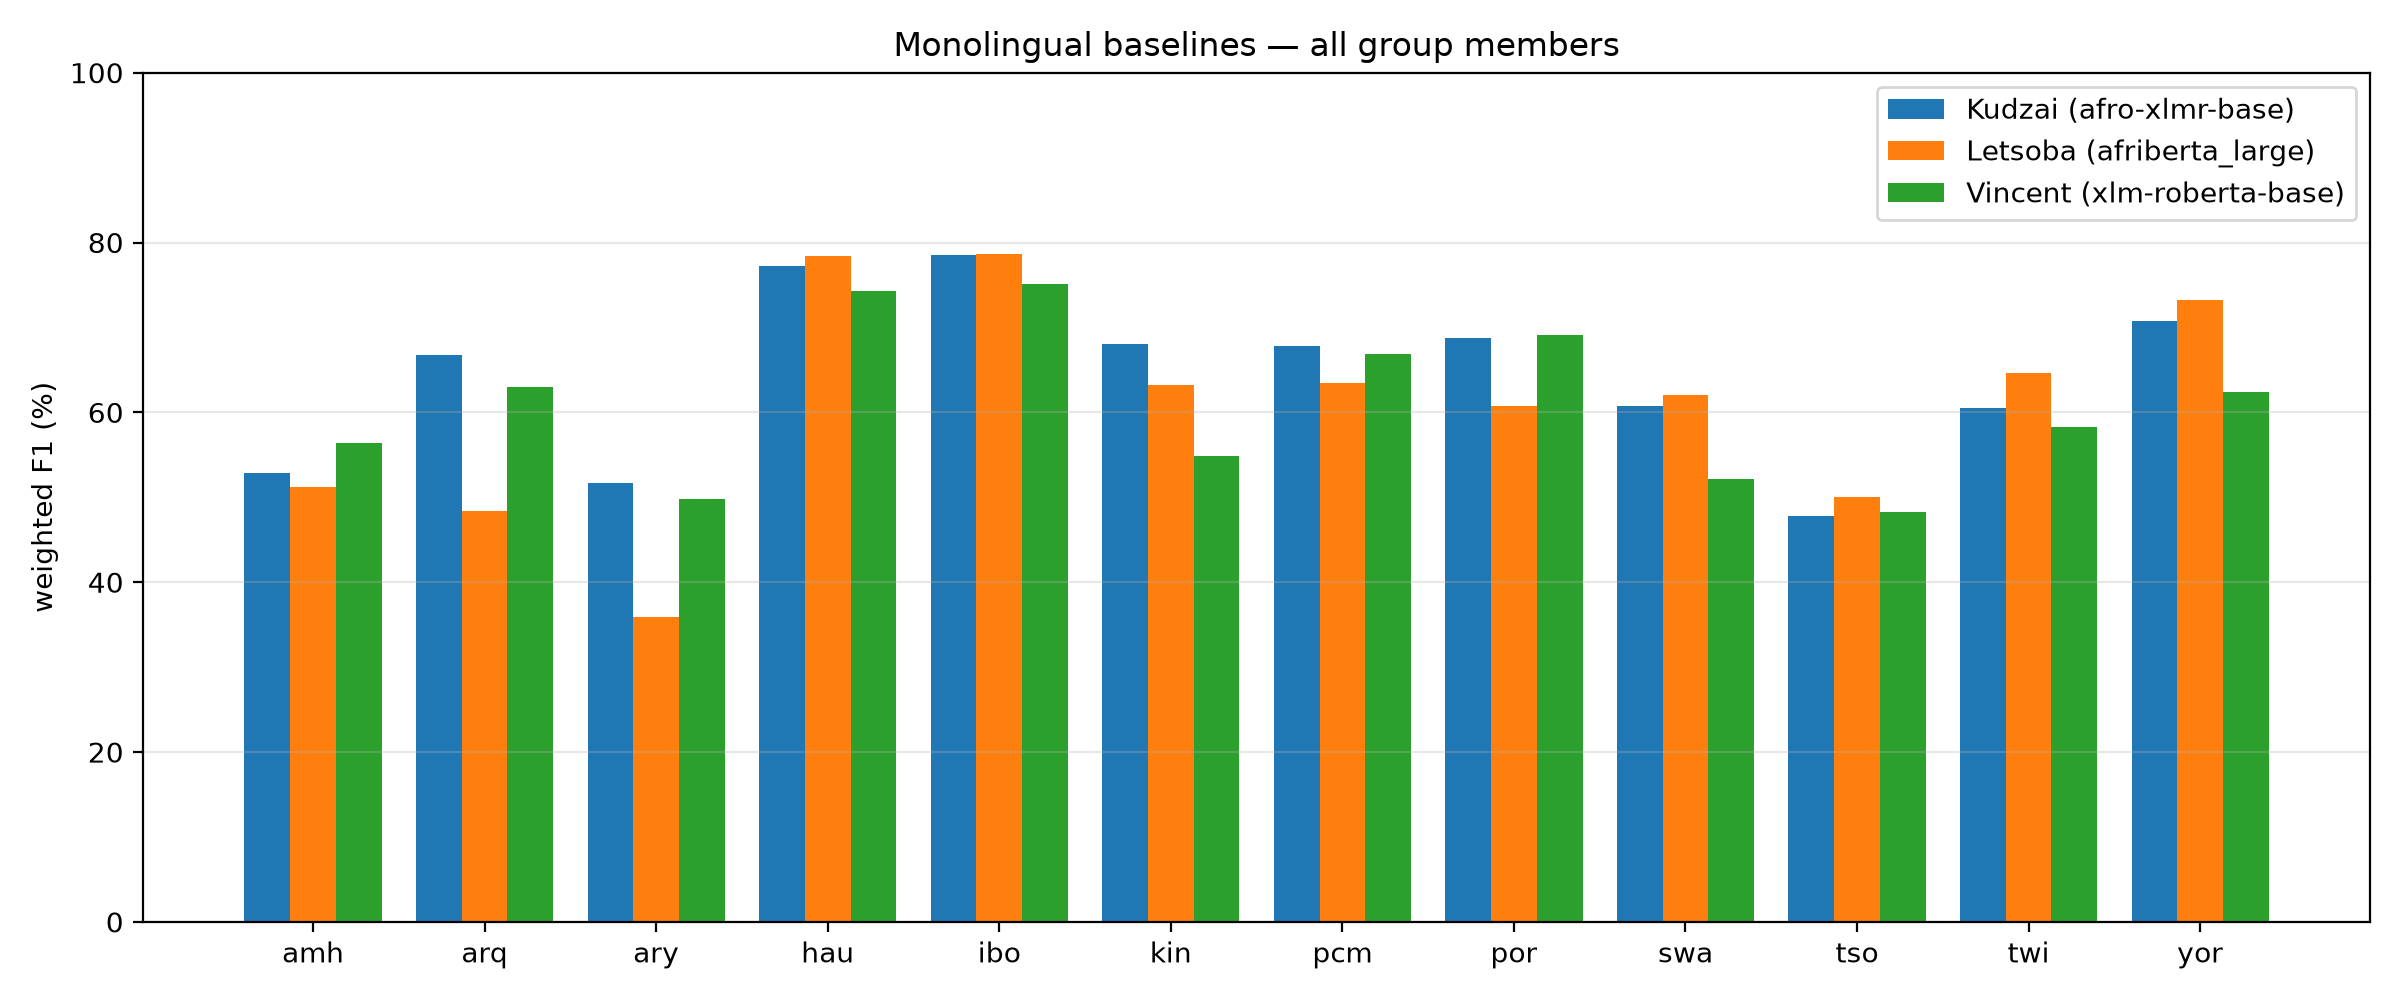 Monolingual baselines — all group members
Kudzai (afro-xlmr-base)
Letsoba (afriberta_large)
Vincent (xlm-roberta-base)
weighted F1 (%)
100
80
60
40
20
0
amh arq ary hau ibo kin pcm por swa tso twi yor